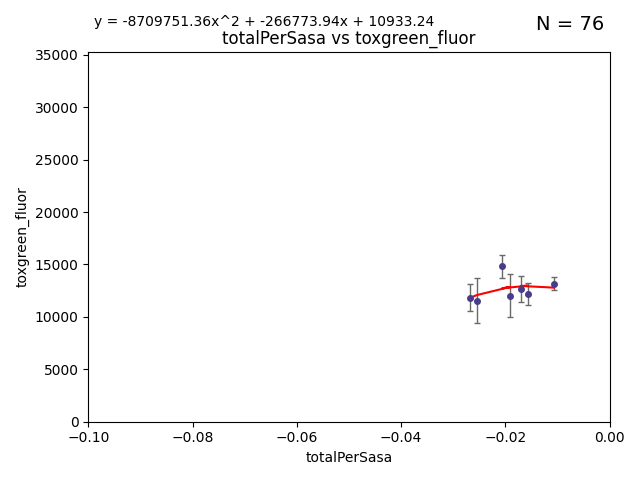 y = -8709751.36x^2 + -266773.94x + 10933.24
N = 76
totalPerSasa vs toxgreen_fluor
35000
30000
25000
20000
15000
10000
5000
0
toxgreen_fluor
−0.10
−0.08
−0.06
−0.04
−0.02
0.00
totalPerSasa